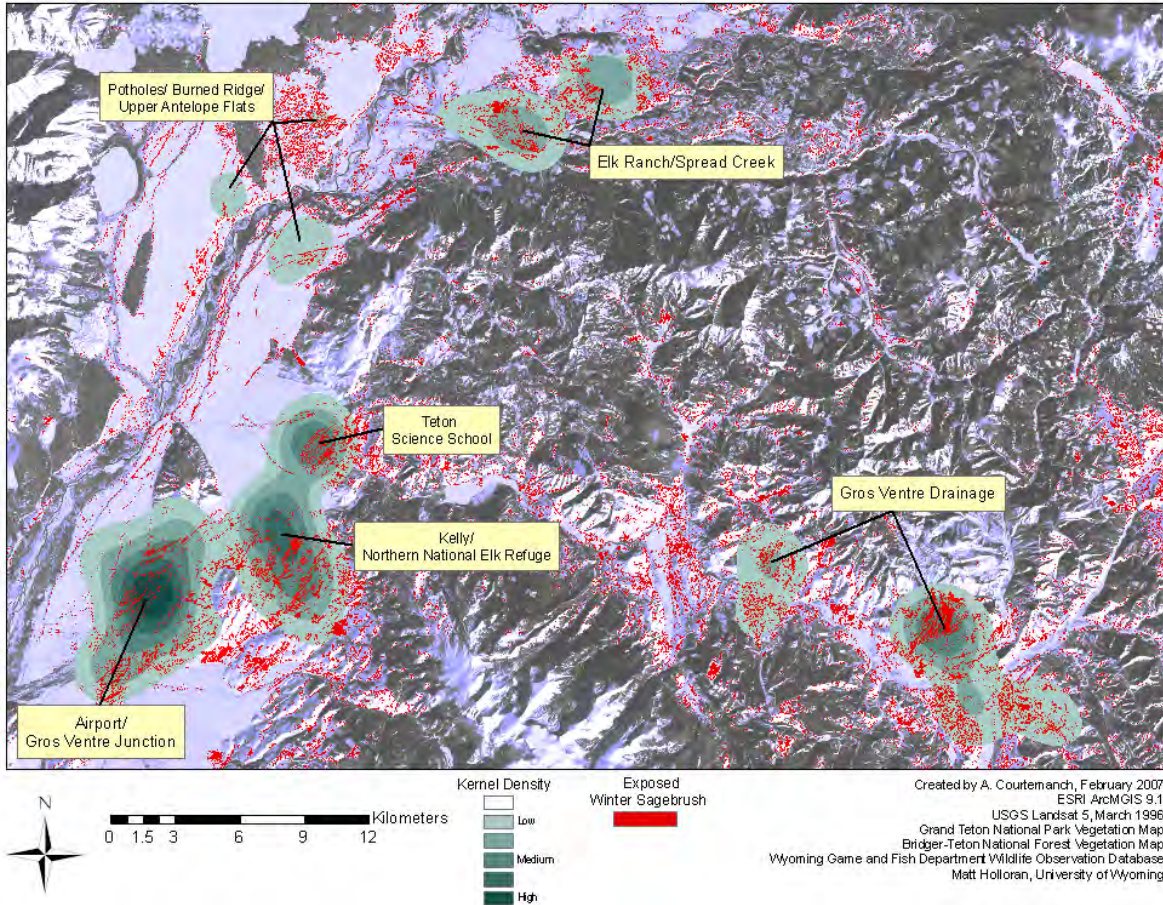 Potholes/ Burned Ridge/
Upper Antelope Flats
Elk Ranch/Spread Creek
Teton
Science School
Gros Ventre Drainage
Kelly/
Northern National Elk Refuge
Airport/
Gros Ventre Junction
N
Kilometers
0 1.5 3 6 9 12
Kernel Density
Low
Medium
High
Exposed
Winter Sagebrush
Created by A. Courtemanch, February 2007
ESRI ArcMGIS 9.1
USGS Landsat 5, March 1996
Grand Teton National Park Vegetation Map
Bridger-Teton National Forest Vegetation Map
Wyoming Game and Fish Department Wildlife Observation Database
Matt Holloran, University of Wyoming